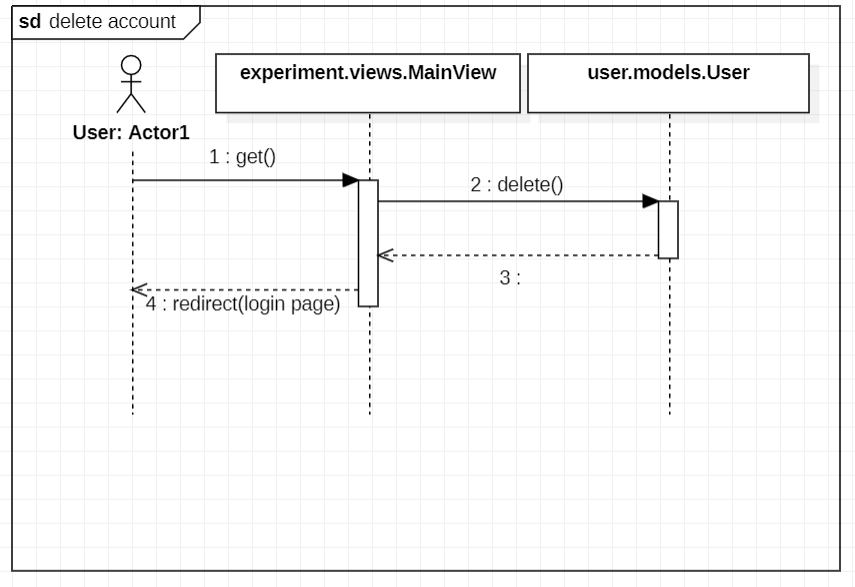 sd delete account
experiment.views.MainView
user.models.User
User: Actor1
1 : get()
2 : delete()
3 :
4 : redirect(login page)